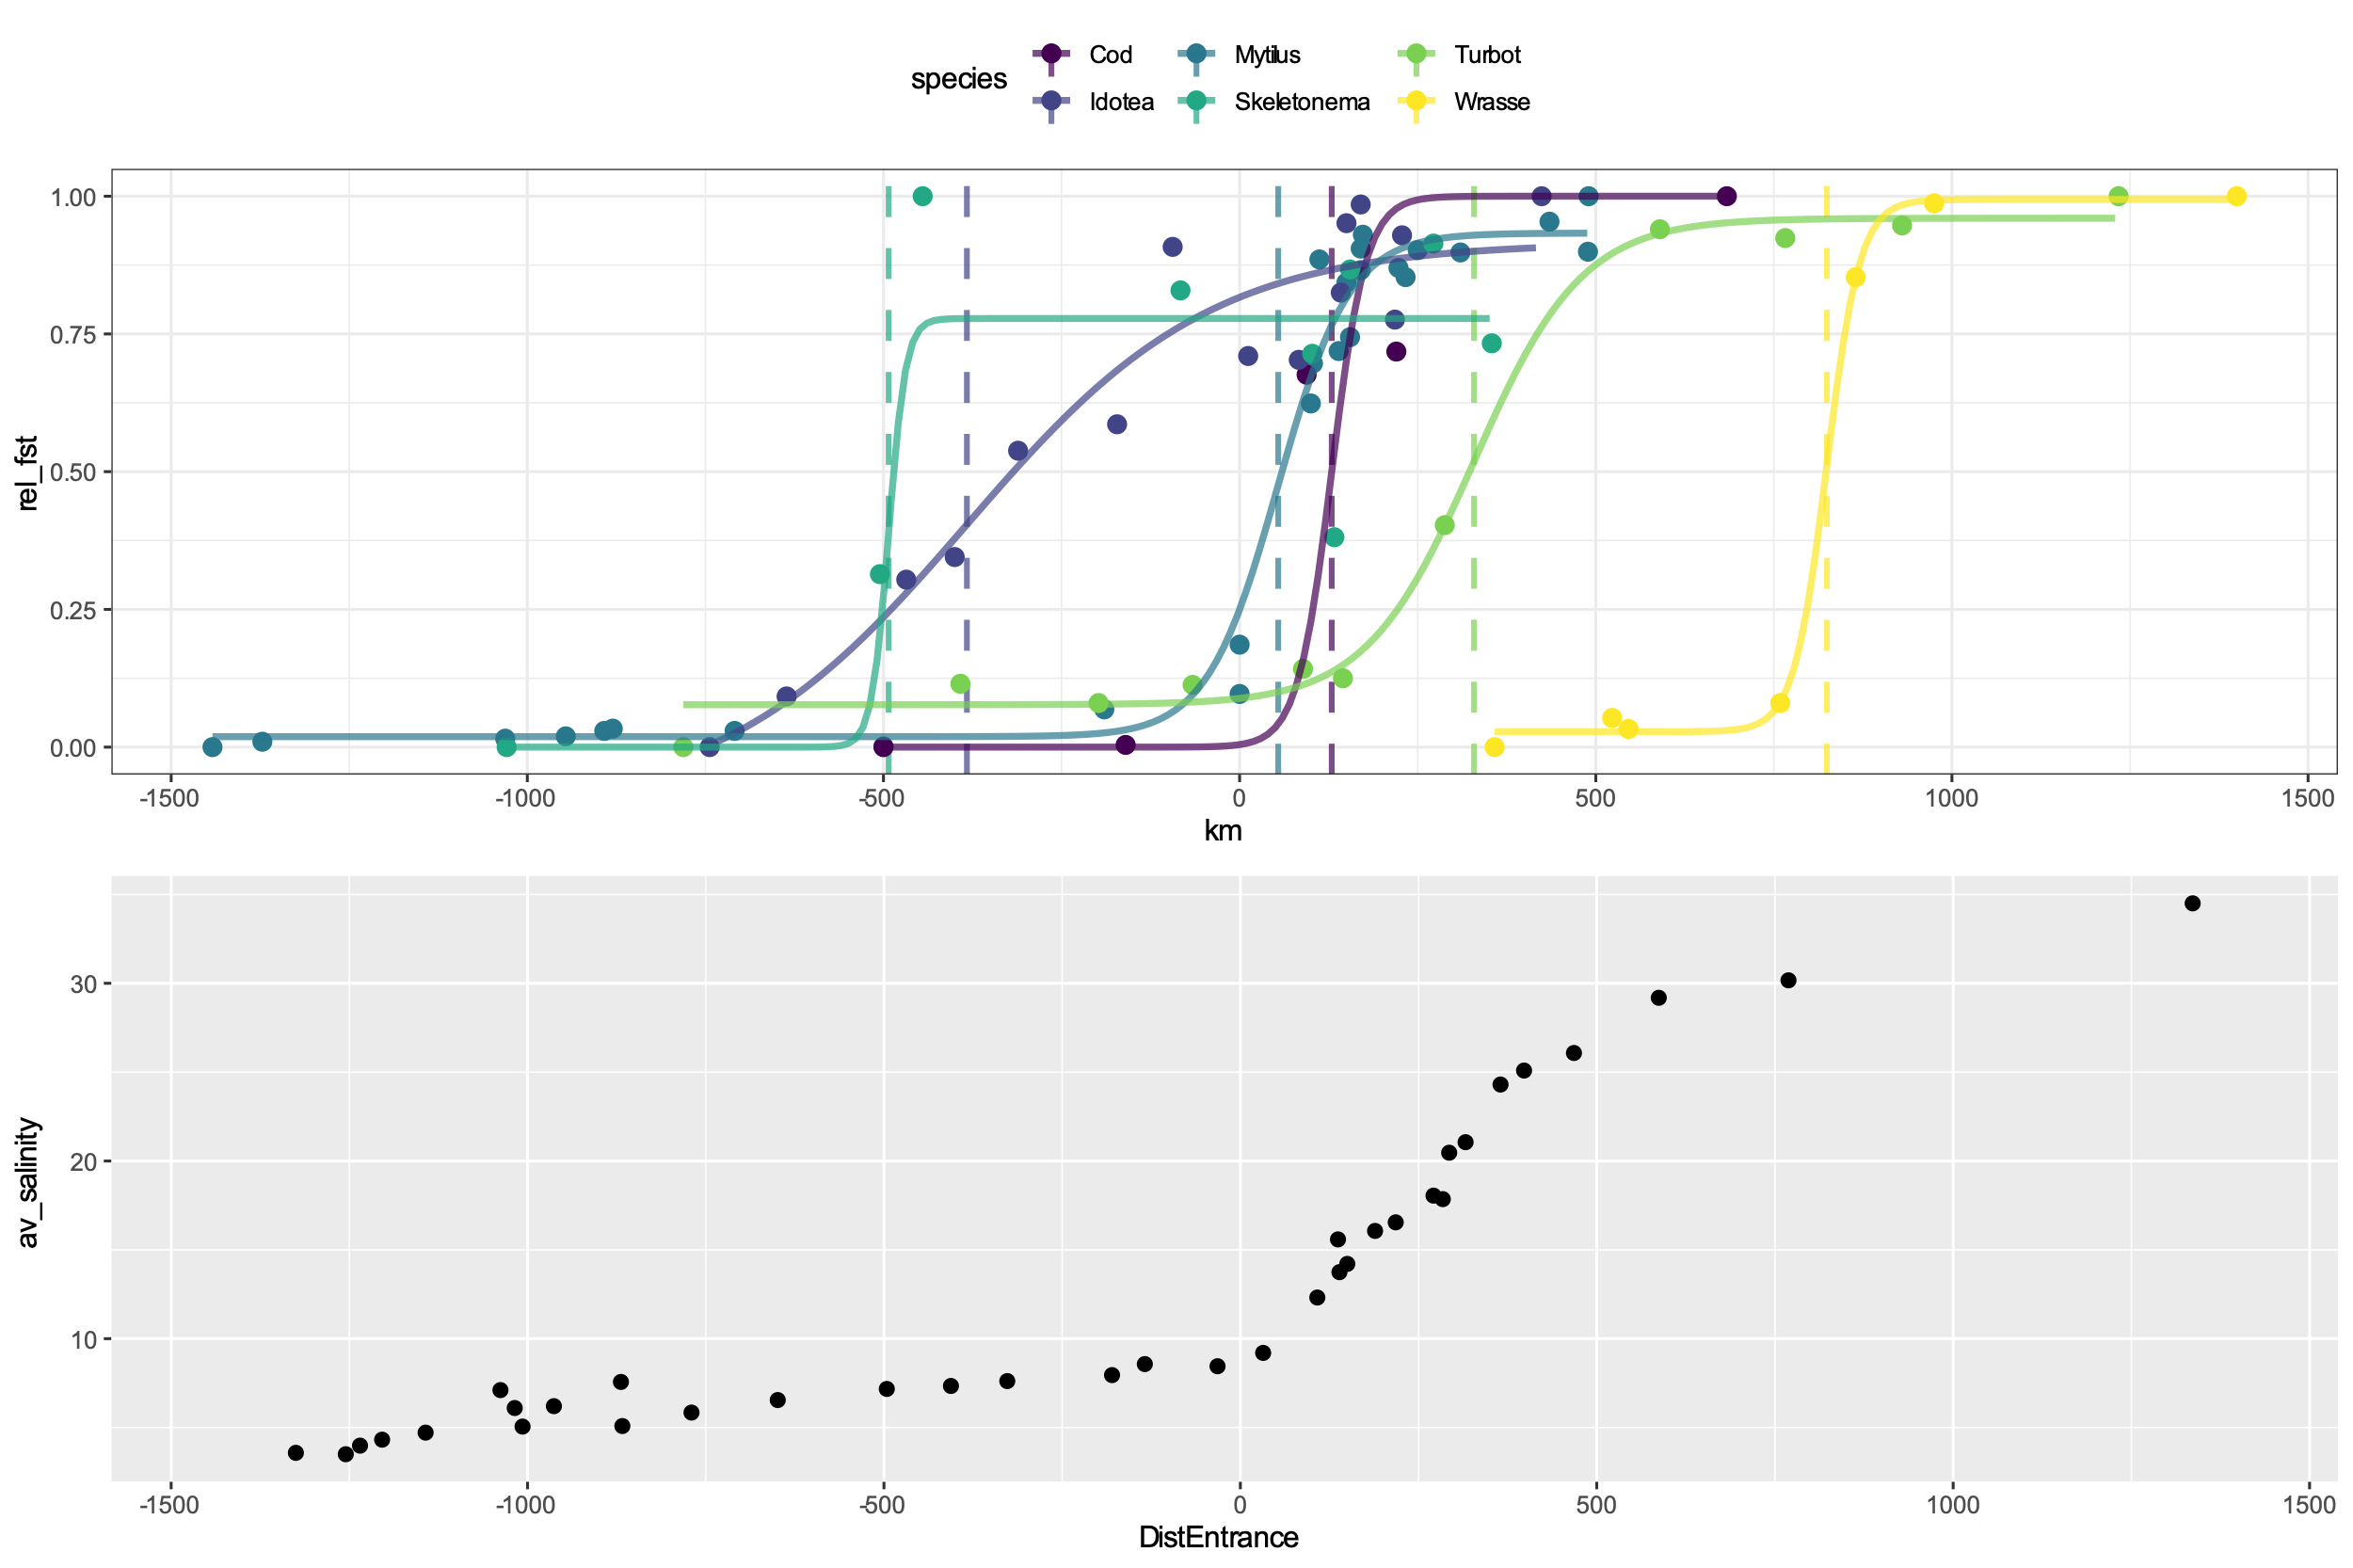 species
Cod
Mytilus
Turbot
Idotea
Skeletonema
Wrasse
rel_fst
1.00
0.75
0.50
0.25
0.00
-1500
-1000
-500
0
500
1000
1500
km
av_salinity
30
20
10
-1500
-1000
-500
0
500
1000
1500
DistEntrance